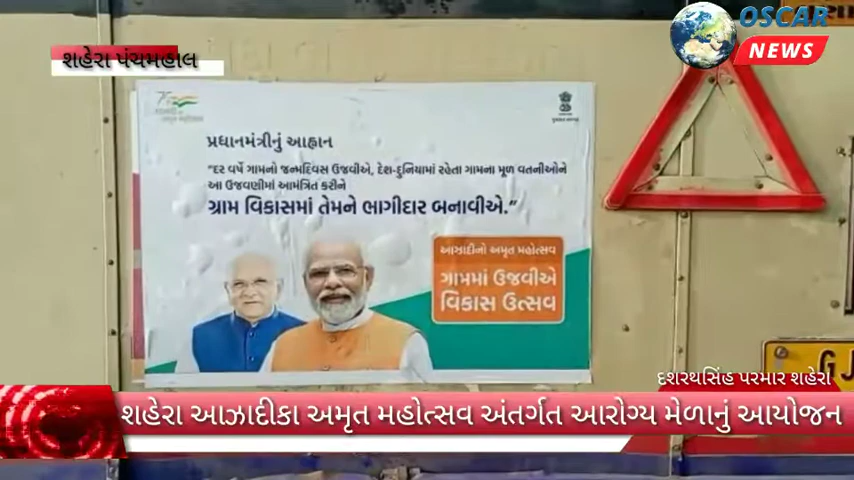 OSCAR
NEWS
શહેરા પંચમહાલ
પ્રધાનમંત્રીનું આહ્વાન
"દર વર્ષે ગામનો જન્મદિવસ ઉજવીએ, દેશ-દુનિયામાં રહેતા ગામના મૂળ વતનીઓને
આ ઉજવણીમાં આમંત્રિત કરીને
ગ્રામ વિકાસમાં તેમને ભાગીદાર બનાવીએ."
આઝાદીનો અમૃત મહોત્સવ
ગામમાં ઉજવીએ
વિકાસ ઉત્સવ
GJ
દશરથસિંહ પરમાર શહેરા
શહેરા આઝાદીકા અમૃત મહોત્સવ અંતર્ગત આરોગ્ય મેળાનું આયોજન